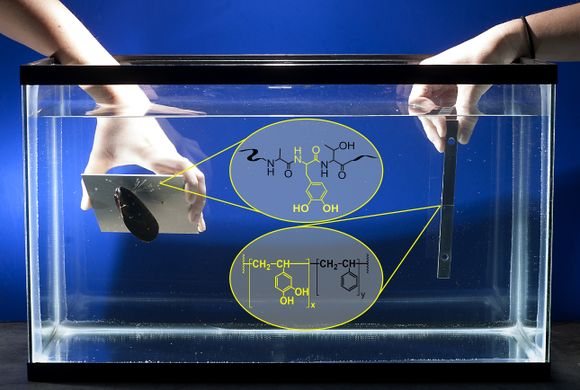 OH
H O
N
N O N O
H H
HO OH
CH₂-CH CH₂-CH
OH
OH
x y